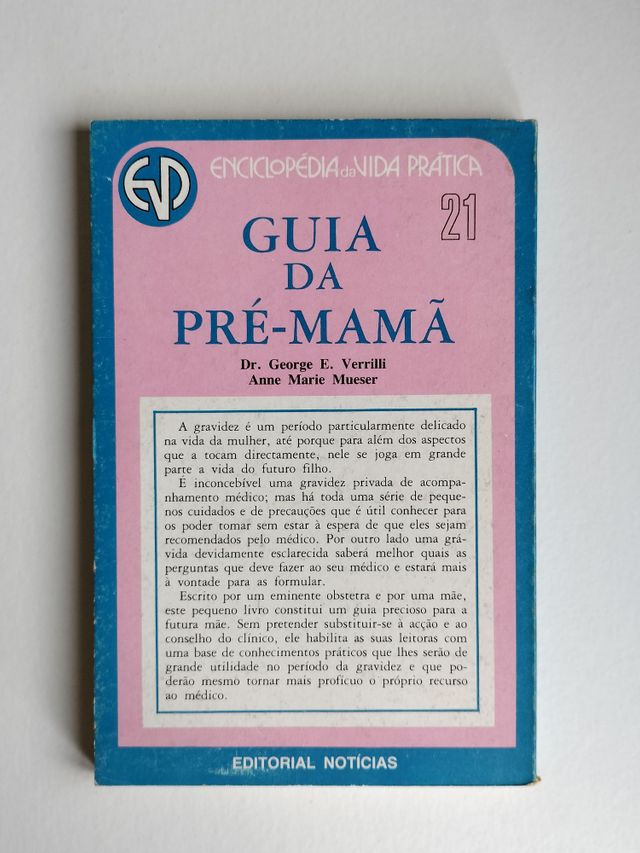 EVP
ENCICLOPÉDIA da VIDA PRÁTICA
21
GUIA
DA
PRÉ-MAMÃ
Dr. George E. Verrilli
Anne Marie Mueser
A gravidez é um período particularmente delicado
na vida da mulher, até porque para além dos aspectos
que a tocam directamente, nele se joga em grande
parte a vida do futuro filho.
É inconcebível uma gravidez privada de acompa-
nhamento médico; mas há toda uma série de peque-
nos cuidados e de precauções que é útil conhecer para
os poder tomar sem estar à espera de que eles sejam
recomendados pelo médico. Por outro lado uma grá-
vida devidamente esclarecida saberá melhor quais as
perguntas que deve fazer ao seu médico e estará mais
à vontade para as formular.
Escrito por um eminente obstetra e por uma mãe,
este pequeno livro constitui um guia precioso para a
futura mãe. Sem pretender substituir-se à acção e ao
conselho do clínico, ele habilita as suas leitoras com
uma base de conhecimentos práticos que lhes serão de
grande utilidade no período da gravidez e que po-
derão mesmo tornar mais profícuo o próprio recurso
ao médico.
EDITORIAL NOTÍCIAS